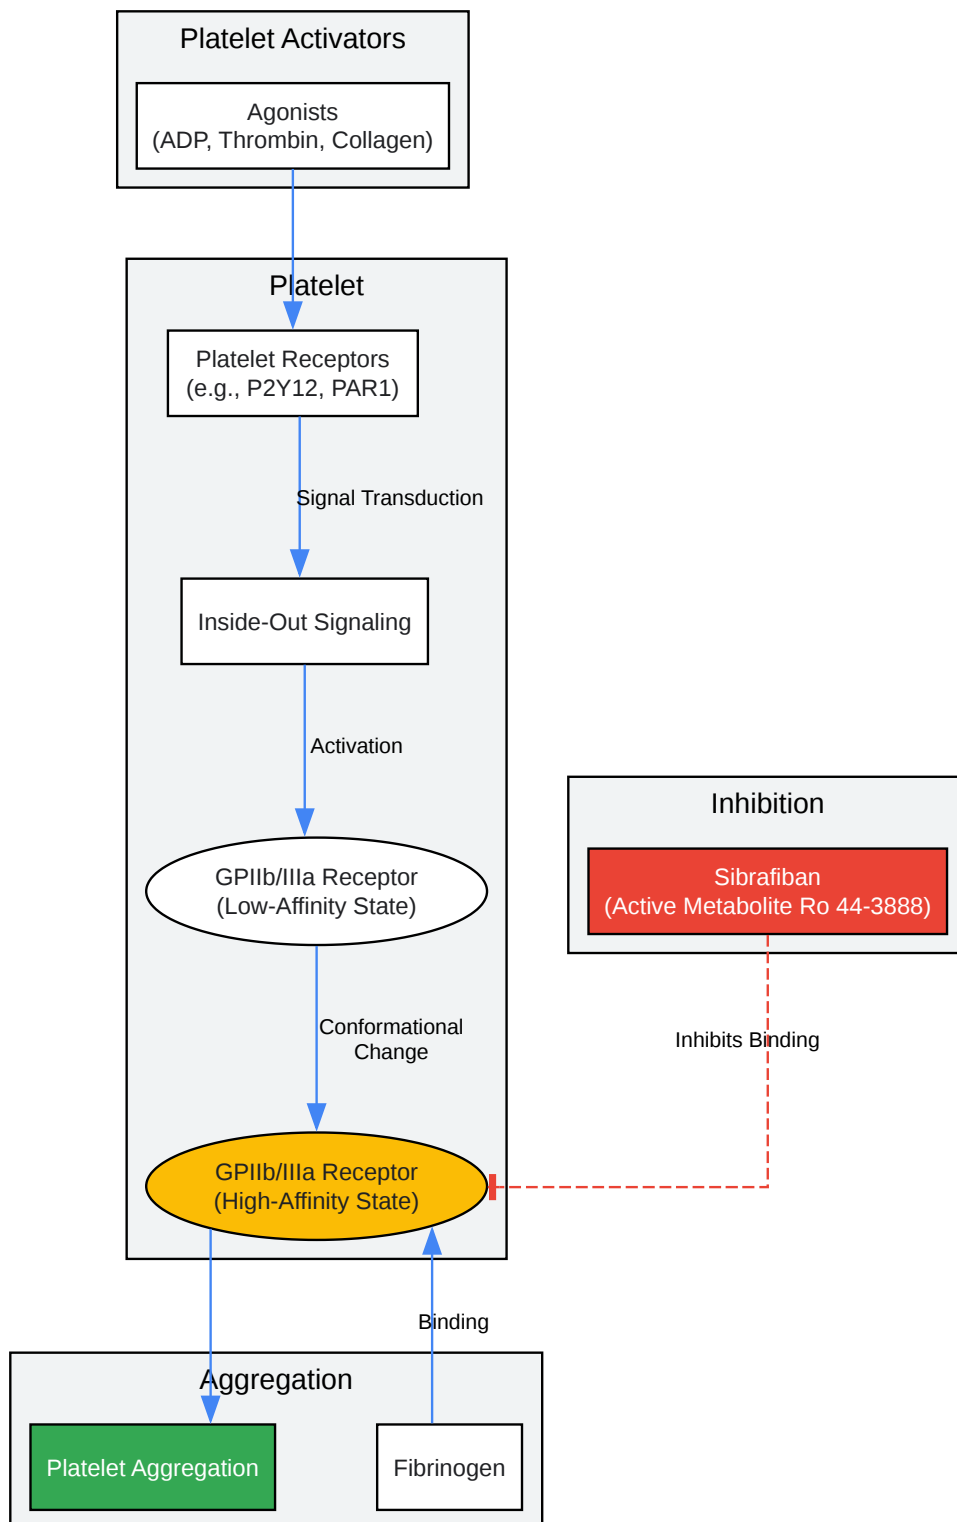 Platelet Activators
Agonists
(ADP, Thrombin, Collagen)
Platelet
Platelet Receptors
(e.g., P2Y12, PAR1)
Signal Transduction
Inside-Out Signaling
Activation
GPIIb/IIIa Receptor
(Low-Affinity State)
Inhibition
Sibrafiban
(Active Metabolite Ro 44-3888)
Conformational
Change
Inhibits Binding
GPIIb/IIIa Receptor
(High-Affinity State)
Binding
Aggregation
Platelet Aggregation
Fibrinogen